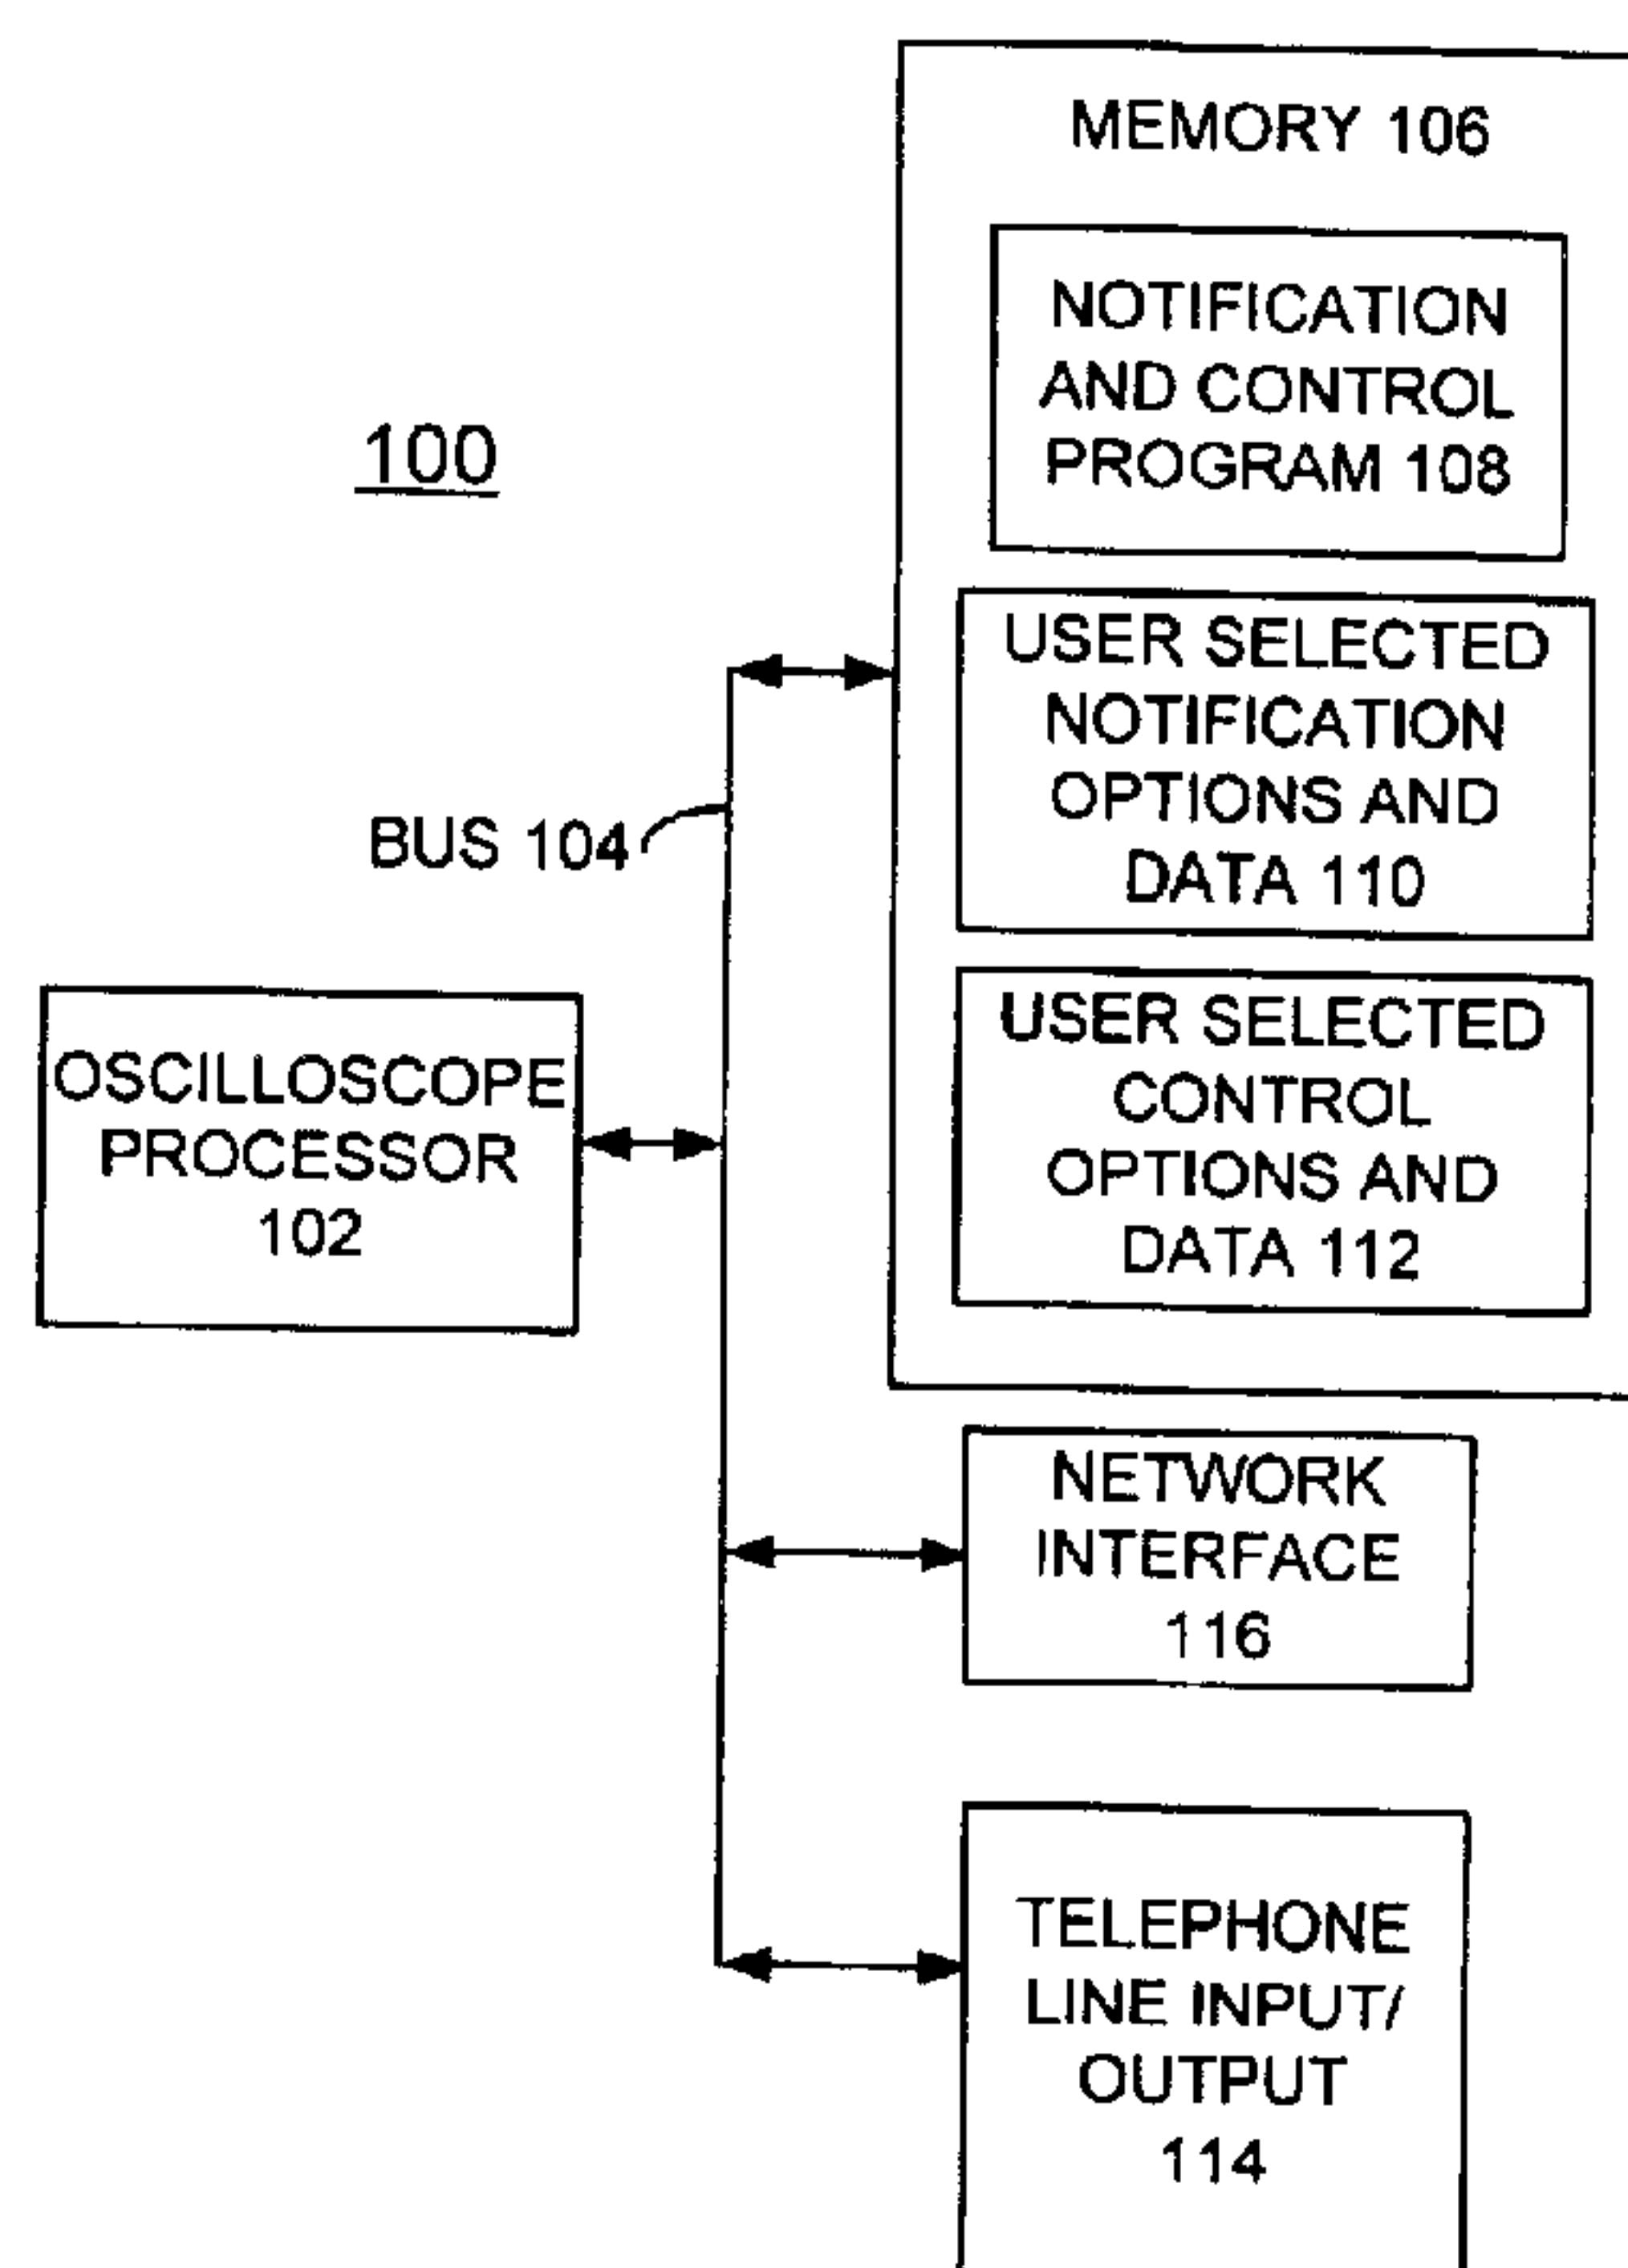 MEMORY 106
NOTIFICATION
AND CONTROL
PROGRAM 108
100
USER SELECTED
NOTIFICATION
OPTIONS AND
DATA 110
BUS 104
USER SELECTED
CONTROL
OPTIONS AND
DATA 112
OSCILLOSCOPE
PROCESSOR
102
NETWORK
INTERFACE
116
TELEPHONE
LINE INPUT/
OUTPUT
114